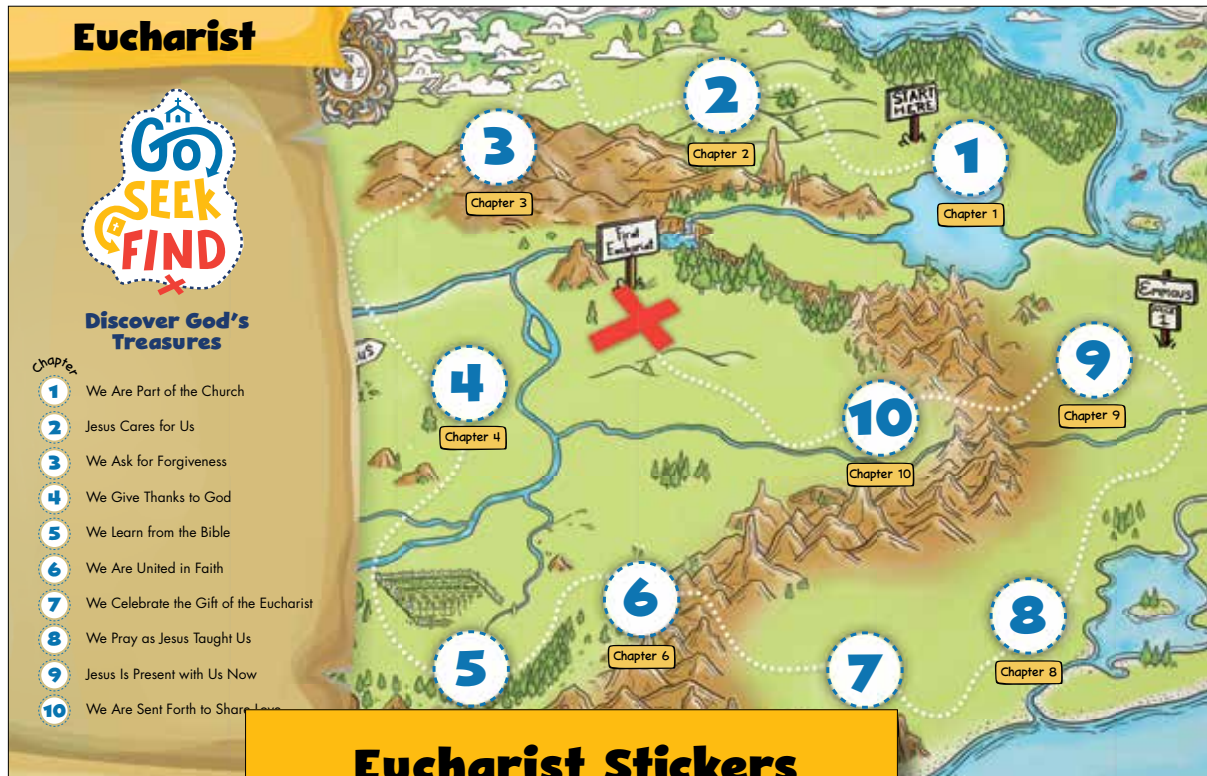 Eucharist
GO
SEEK
FIND
Discover God's
Treasures
Chapter
1 We Are Part of the Church
2 Jesus Cares for Us
3 We Ask for Forgiveness
4 We Give Thanks to God
5 We Learn from the Bible
6 We Are United in Faith
7 We Celebrate the Gift of the Eucharist
8 We Pray as Jesus Taught Us
9 Jesus Is Present with Us Now
10 We Are Sent Forth to Share Love
START
HERE
1
Chapter 1
2
Chapter 2
3
Chapter 3
Find
Eucharist
Emmaus
1
4
Chapter 4
9
Chapter 9
10
Chapter 10
5
6
Chapter 6
7
8
Chapter 8
Eucharist Stickers